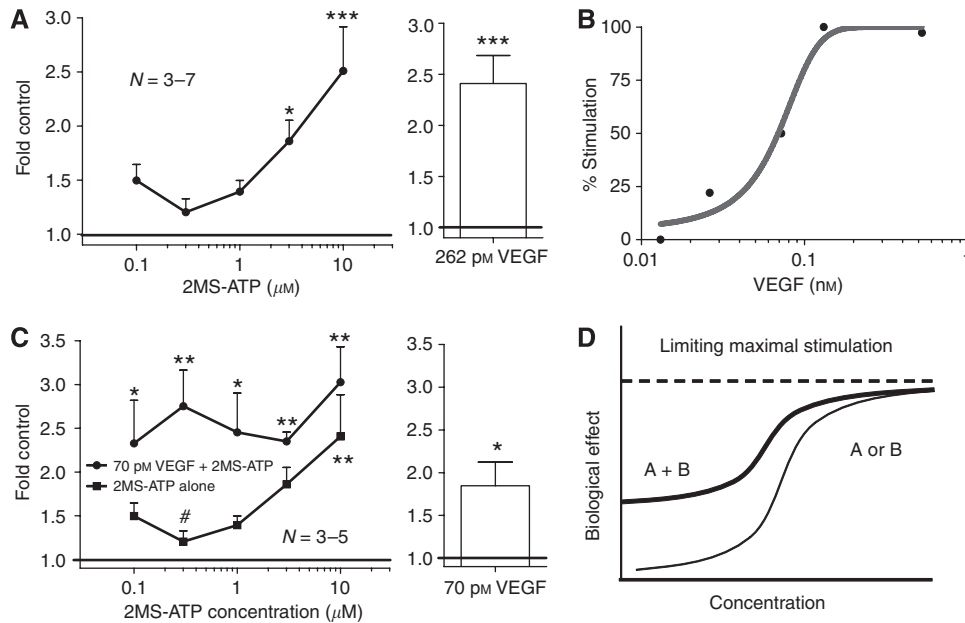 A
3.0
2.5
2.0
1.5
1.0
Fold control
N = 3–7
*
***
0.1
1
10
2MS-ATP (μM)
3.0
2.5
2.0
1.5
1.0
***
262 pM VEGF
B
100
75
50
25
0
% Stimulation
0.01
0.1
1
VEGF (nM)
C
3.5
3.0
2.5
2.0
1.5
1.0
Fold control
*
**
*
**
**
70 pM VEGF + 2MS-ATP
2MS-ATP alone
**
#
N = 3–5
0.1
1
10
2MS-ATP concentration (μM)
3.5
3.0
2.5
2.0
1.5
1.0
*
70 pM VEGF
D
Limiting maximal stimulation
A + B
A or B
Biological effect
Concentration